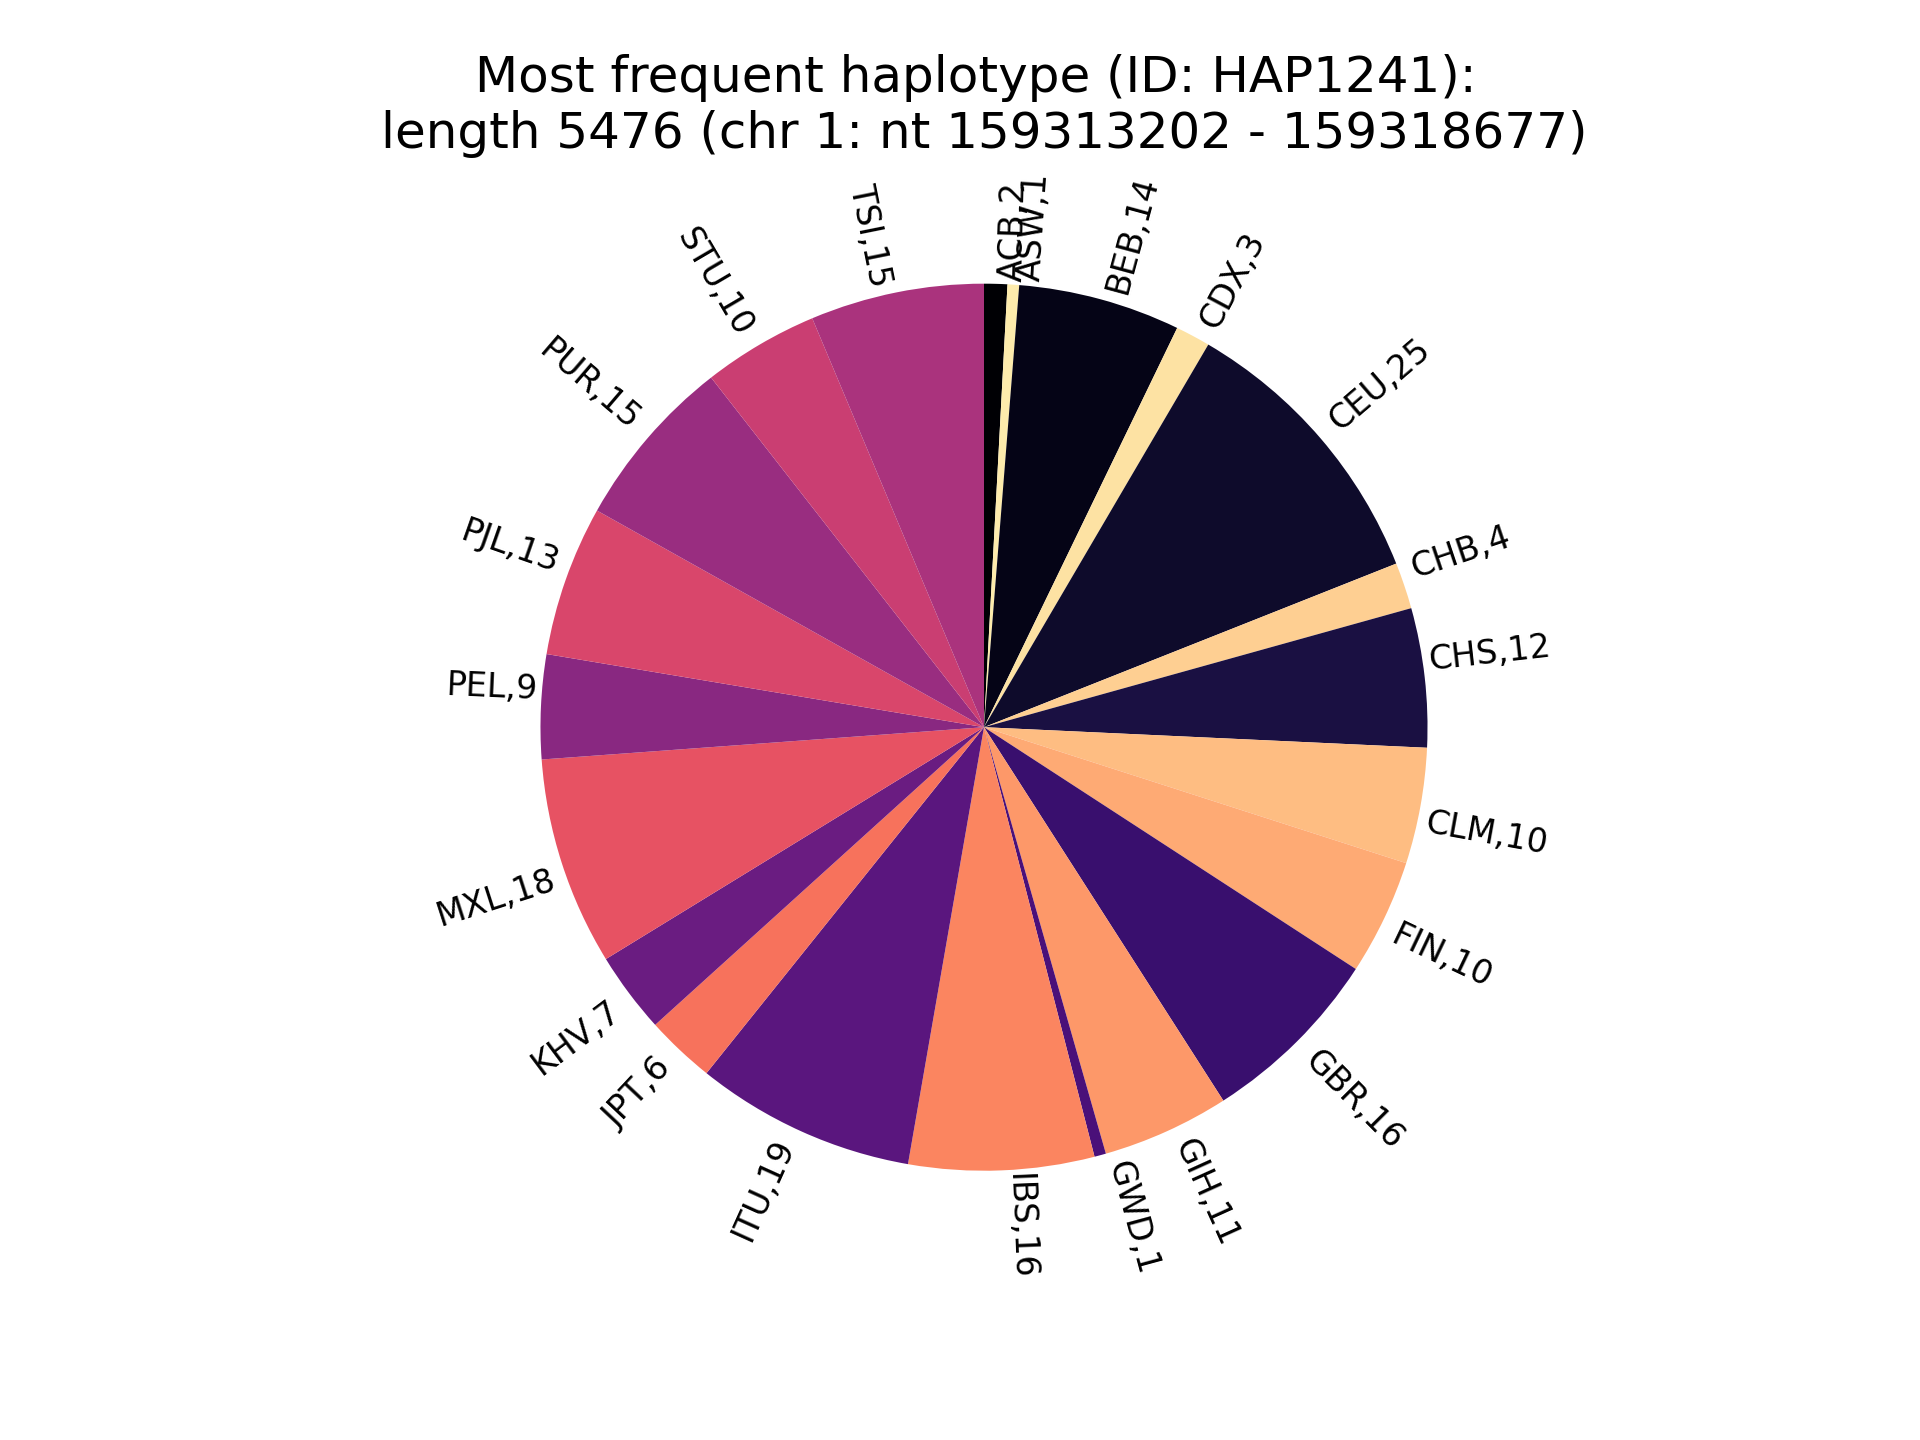 Most frequent haplotype (ID: HAP1241):
length 5476 (chr 1: nt 159313202 - 159318677)
ACB,2
ASW,1
BEB,14
CDX,3
CEU,25
CHB,4
CHS,12
CLM,10
FIN,10
GBR,16
GIH,11
GWD,1
IBS,16
ITU,19
JPT,6
KHV,7
MXL,18
PEL,9
PJL,13
PUR,15
STU,10
TSI,15